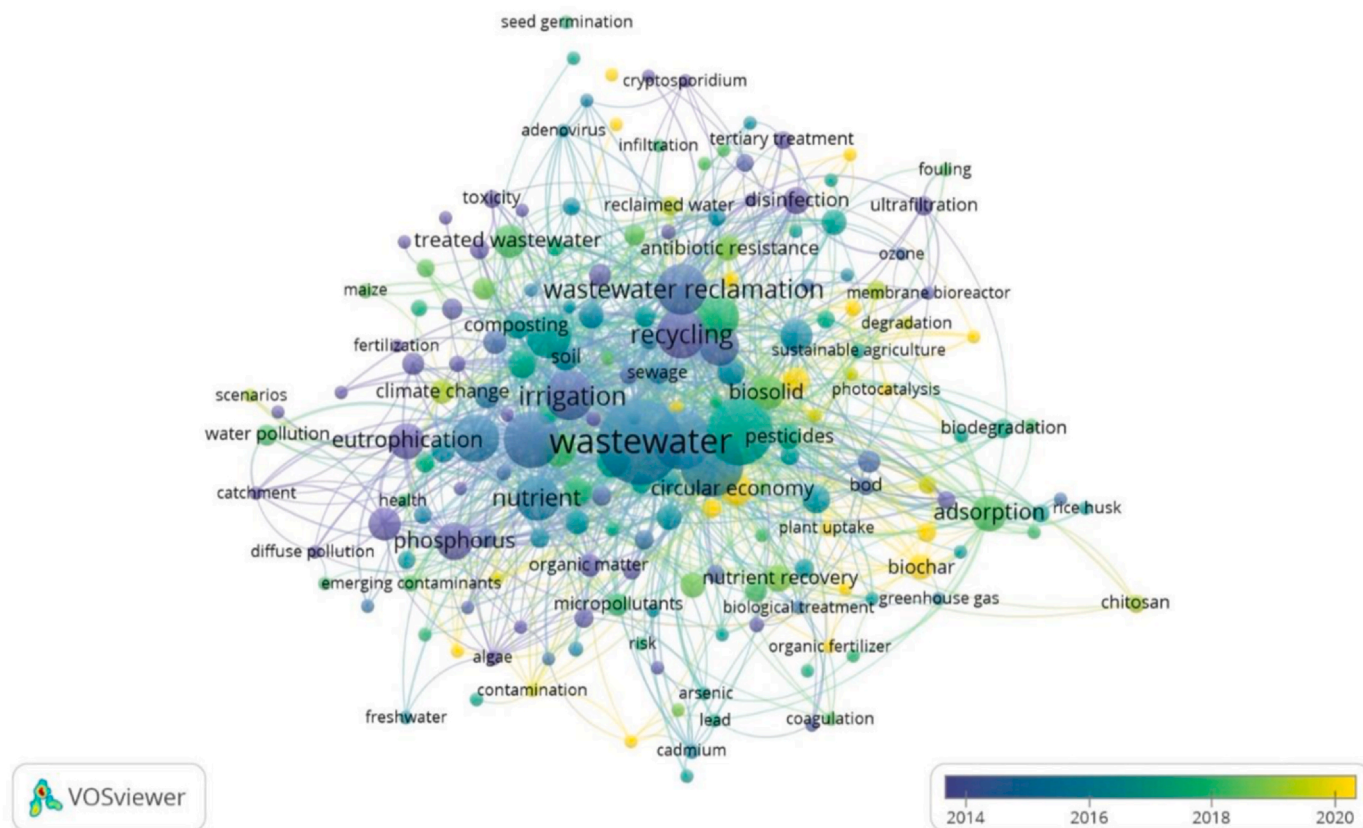 seed germination
cryptosporidium
adenovirus
infiltration
tertiary treatment
fouling
toxicity
reclaimed water
disinfection
ultrafiltration
treated wastewater
antibiotic resistance
ozone
maize
wastewater reclamation
membrane bioreactor
composting
recycling
degradation
fertilization
soil
sustainable agriculture
sewage
scenarios
climate change
irrigation
biosolid
photocatalysis
water pollution
eutrophication
wastewater
pesticides
biodegradation
catchment
health
nutrient
circular economy
bod
adsorption
rice husk
diffuse pollution
phosphorus
plant uptake
emerging contaminants
organic matter
nutrient recovery
biochar
micropollutants
biological treatment
greenhouse gas
chitosan
algae
risk
organic fertilizer
contamination
arsenic
freshwater
lead
coagulation
cadmium
VOSviewer
2014 2016 2018 2020